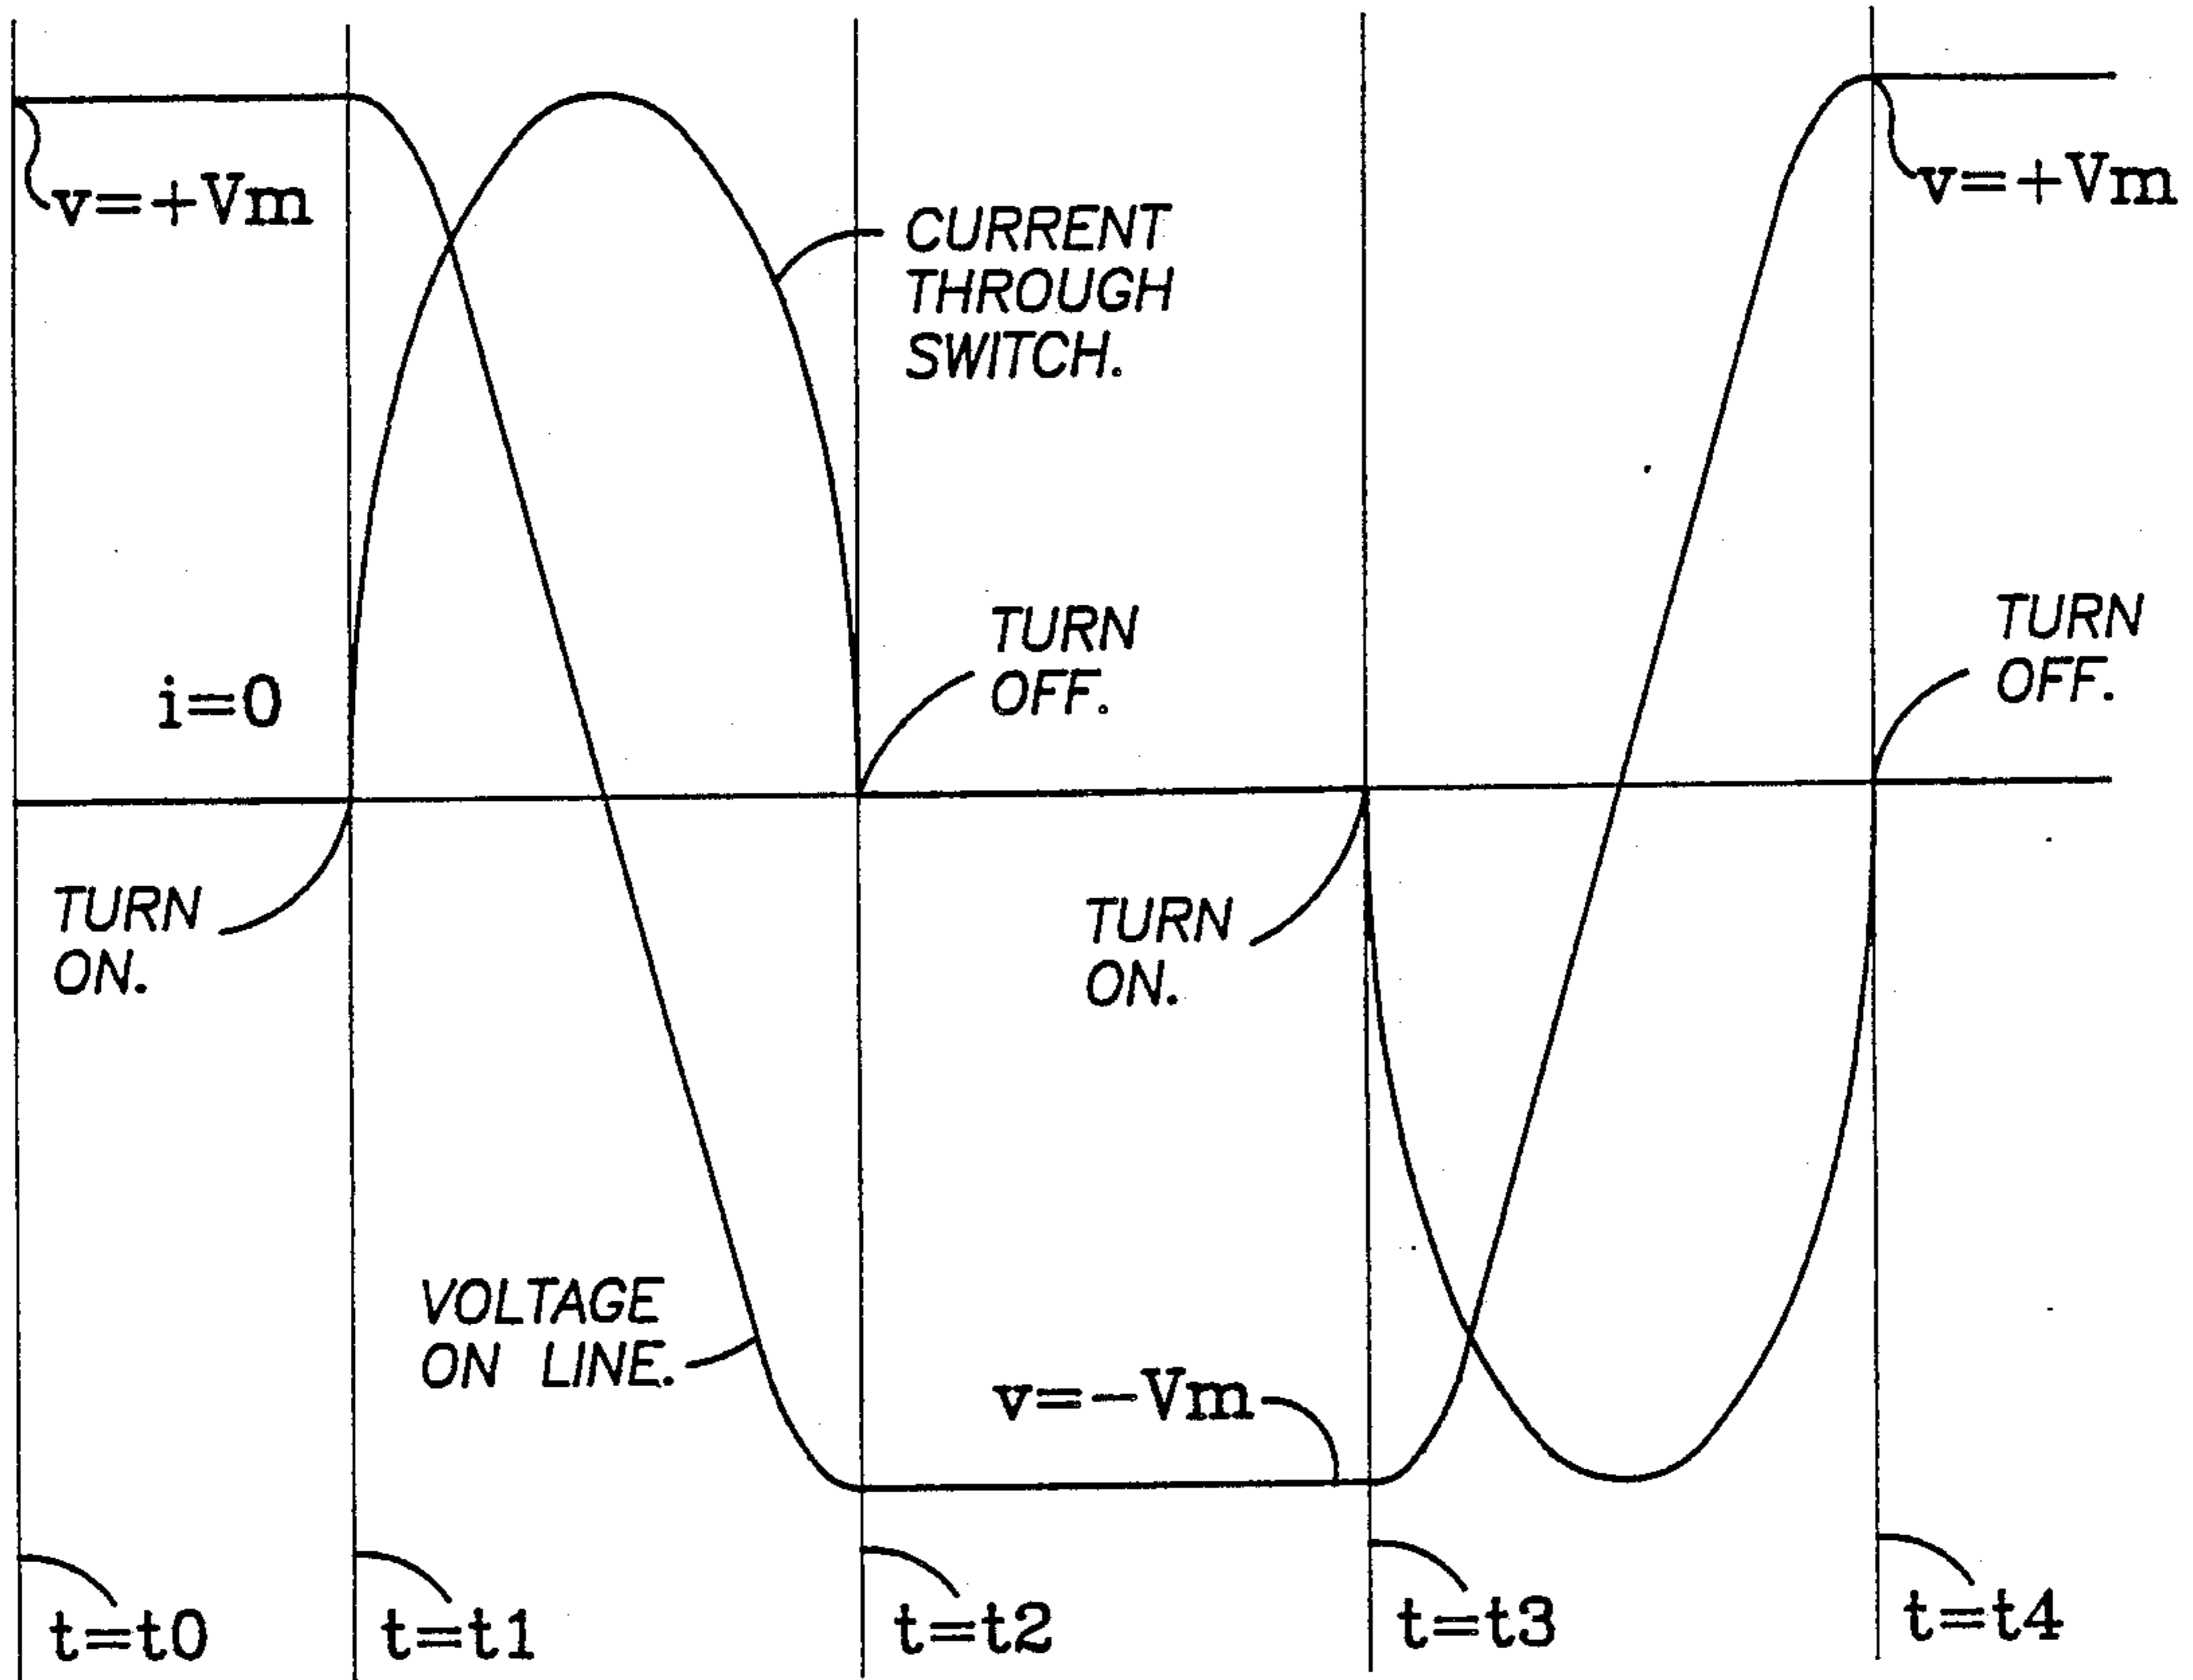 v=+Vm
v=+Vm
CURRENT
THROUGH
SWITCH.
TURN
OFF.
TURN
OFF.
i=0
TURN
ON.
TURN
ON.
VOLTAGE
ON LINE.
v=-Vm
t=t0
t=t1
t=t2
t=t3
t=t4